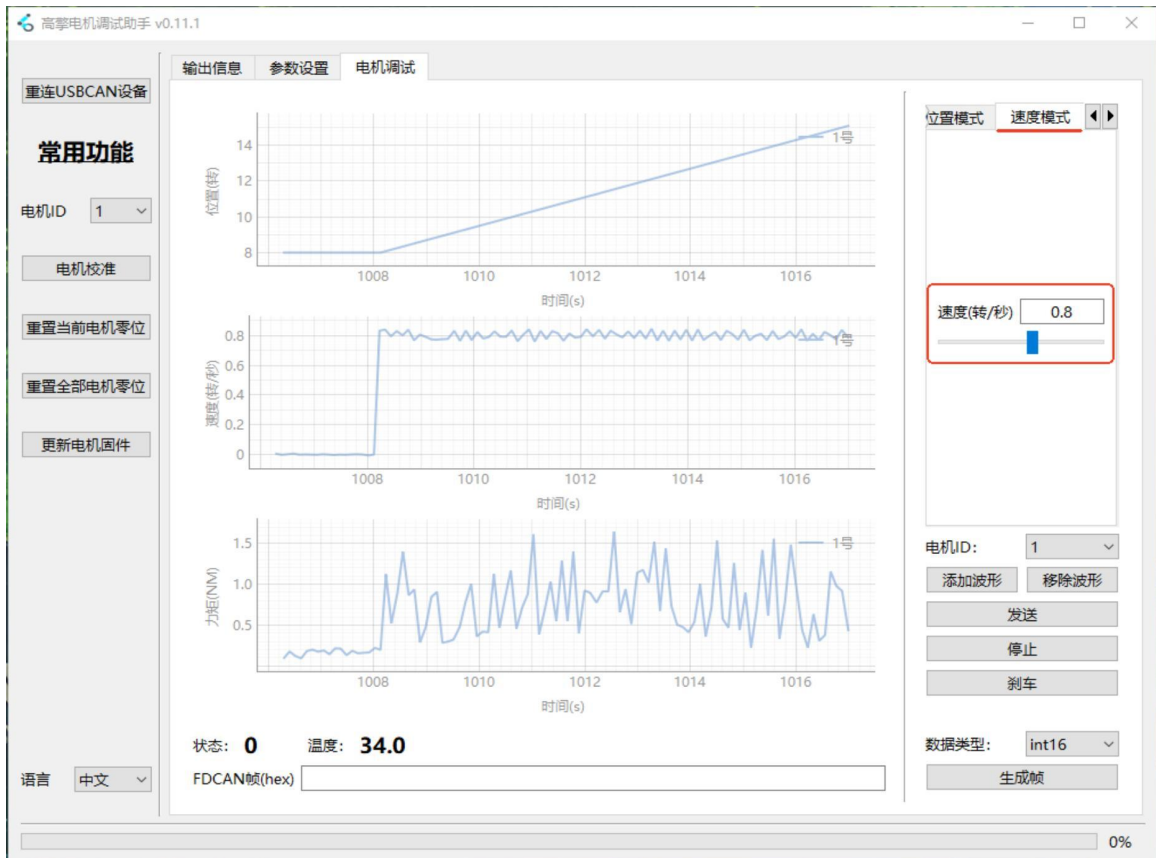 高擎电机调试助手 v0.11.1
重连USBCAN设备
常用功能
电机ID 1
电机校准
重置当前电机零位
重置全部电机零位
更新电机固件
语言 中文
输出信息 参数设置 电机调试
位置(转)
14
12
10
8
1号
1008 1010 1012 1014 1016
时间(s)
速度(转/秒)
0.8
0.6
0.4
0.2
0
1号
1008 1010 1012 1014 1016
时间(s)
力矩(NM)
1.5
1.0
0.5
1号
1008 1010 1012 1014 1016
时间(s)
状态: 0 温度: 34.0
FDCAN帧(hex)
位置模式 速度模式
速度(转/秒) 0.8
电机ID: 1
添加波形 移除波形
发送
停止
刹车
数据类型: int16
生成帧
0%